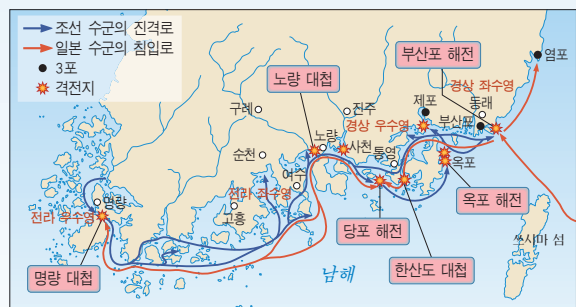 조선 수군의 진격로
일본 수군의 침입로
3포
격전지
부산포 해전
염포
경상 좌수영
노량 대첩
제포
동래
구례
진주
경상 우수영
부산포
노량
사천
순천
통영
옥포
여수
전라 좌수영
명량
고흥
전라 우수영
옥포 해전
당포 해전
쓰시마 섬
명량 대첩
남해
한산도 대첩